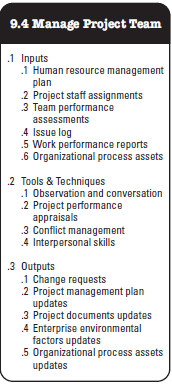 9.4 Manage Project Team
.1 Inputs
.1 Human resource management
plan
.2 Project staff assignments
.3 Team performance
assessments
.4 Issue log
.5 Work performance reports
.6 Organizational process assets
.2 Tools & Techniques
.1 Observation and conversation
.2 Project performance
appraisals
.3 Conflict management
.4 Interpersonal skills
.3 Outputs
.1 Change requests
.2 Project management plan
updates
.3 Project documents updates
.4 Enterprise environmental
factors updates
.5 Organizational process assets
updates